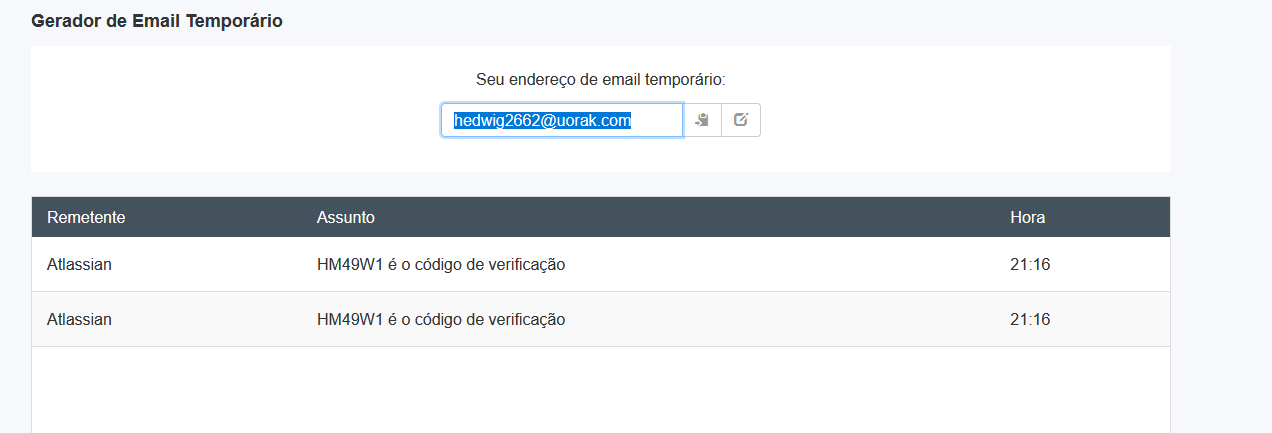 Gerador de Email Temporário
Seu endereço de email temporário:
hedwig2662@uorak.com
Remetente Assunto Hora
Atlassian HM49W1 é o código de verificação 21:16
Atlassian HM49W1 é o código de verificação 21:16